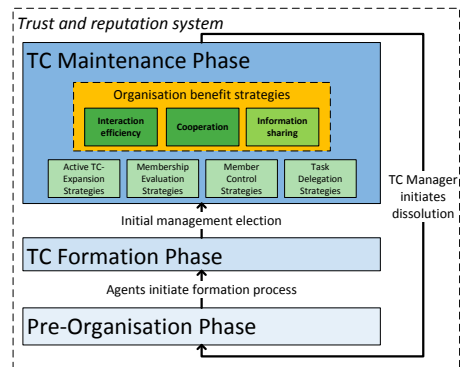 Trust and reputation system
TC Maintenance Phase
Organisation benefit strategies
Interaction
efficiency
Cooperation
Information
sharing
Active TC-
Expansion
Strategies
Membership
Evaluation
Strategies
Member
Control
Strategies
Task
Delegation
Strategies
TC Manager
initiates
dissolution
Initial management election
TC Formation Phase
Agents initiate formation process
Pre-Organisation Phase